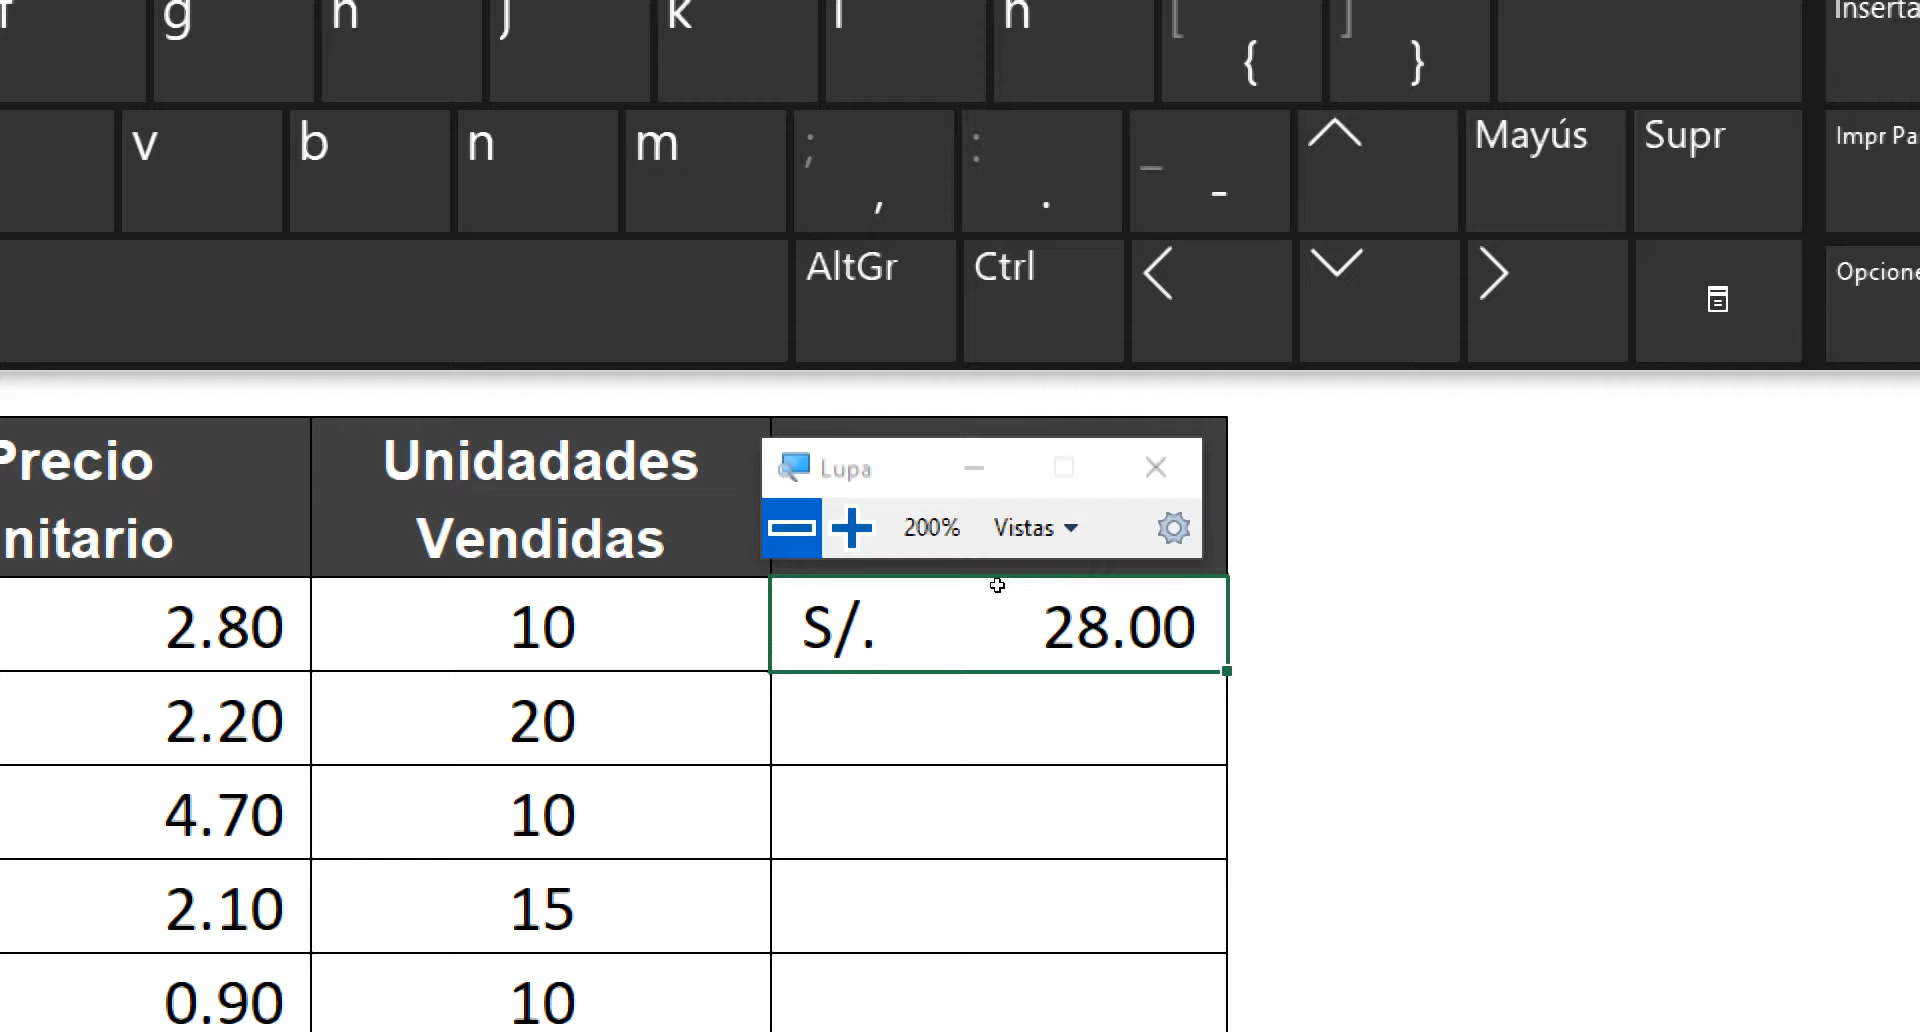 g h j k l ñ [ { ] } Inserta
v b n m ; , : . _ - Mayús Supr Impr Pa
AltGr Ctrl Opcione
Precio
nitario
Unidadades
Vendidas
Lupa
200% Vistas
2.80 10 S/. 28.00
2.20 20
4.70 10
2.10 15
0.90 10